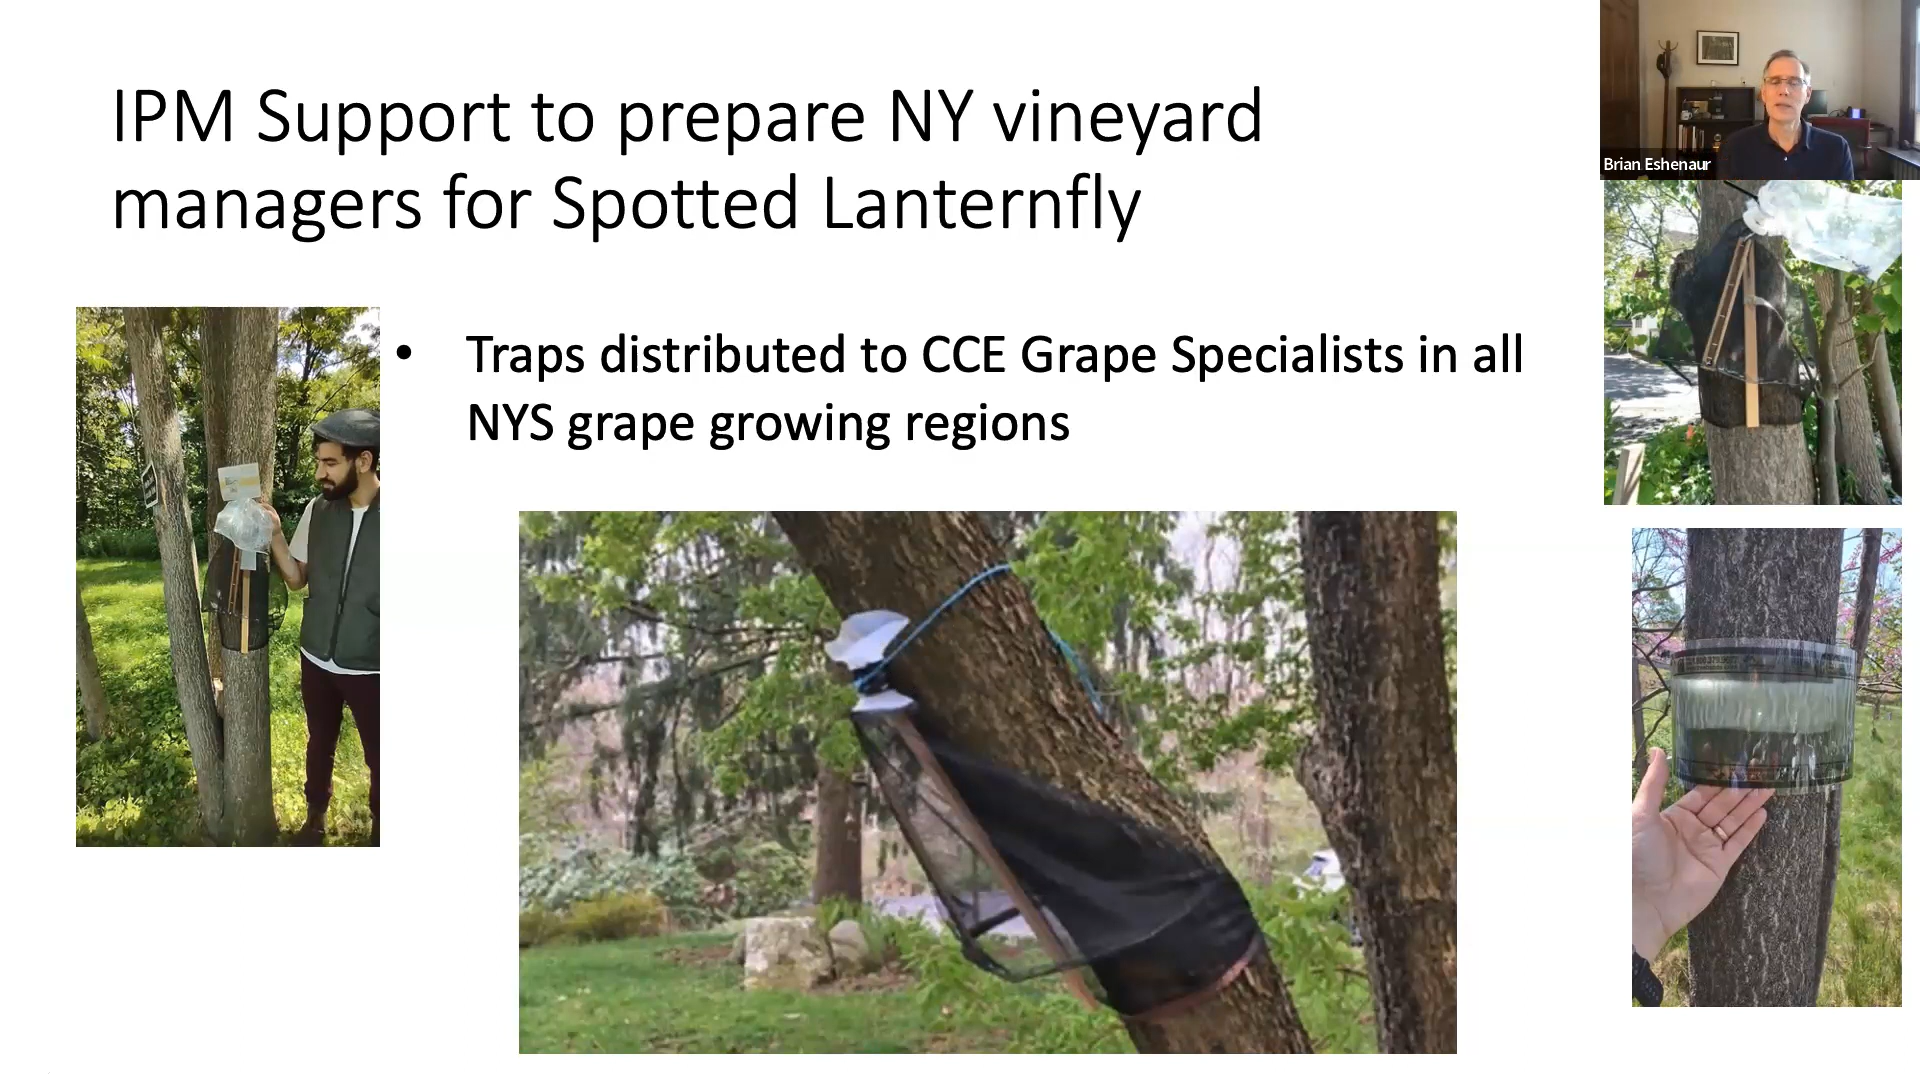 IPM Support to prepare NY vineyard
managers for Spotted Lanternfly
Brian Eshenaur
• Traps distributed to CCE Grape Specialists in all
NYS grape growing regions